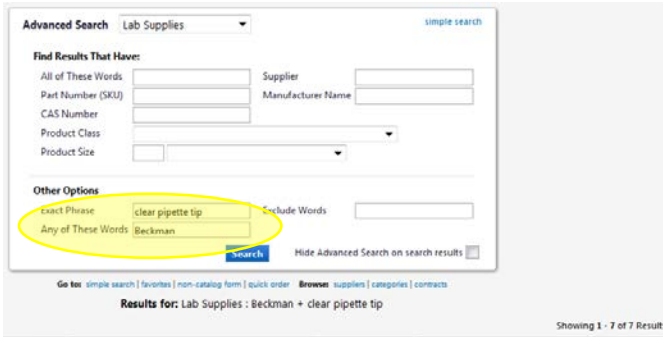 Advanced Search Lab Supplies simple search
Find Results That Have:
All of These Words Supplier
Part Number (SKU) Manufacturer Name
CAS Number
Product Class
Product Size
Other Options
Exact Phrase clear pipette tip Exclude Words
Any of These Words Beckman
Search Hide Advanced Search on search results
Go to: simple search | favorites | non-catalog form | quick order Browse: suppliers | categories | contracts
Results for: Lab Supplies : Beckman + clear pipette tip
Showing 1 - 7 of 7 Result